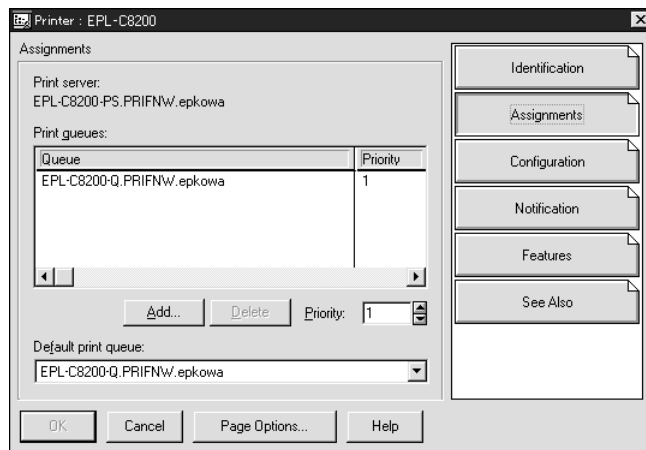 Printer : EPL-C8200
Assignments
Print server:
EPL-C8200-PS.PRIFNW.epkowa
Print queues:
Queue Priority
EPL-C8200-Q.PRIFNW.epkowa 1
Add... Delete Priority: 1
Default print queue:
EPL-C8200-Q.PRIFNW.epkowa
OK Cancel Page Options... Help
Identification
Assignments
Configuration
Notification
Features
See Also